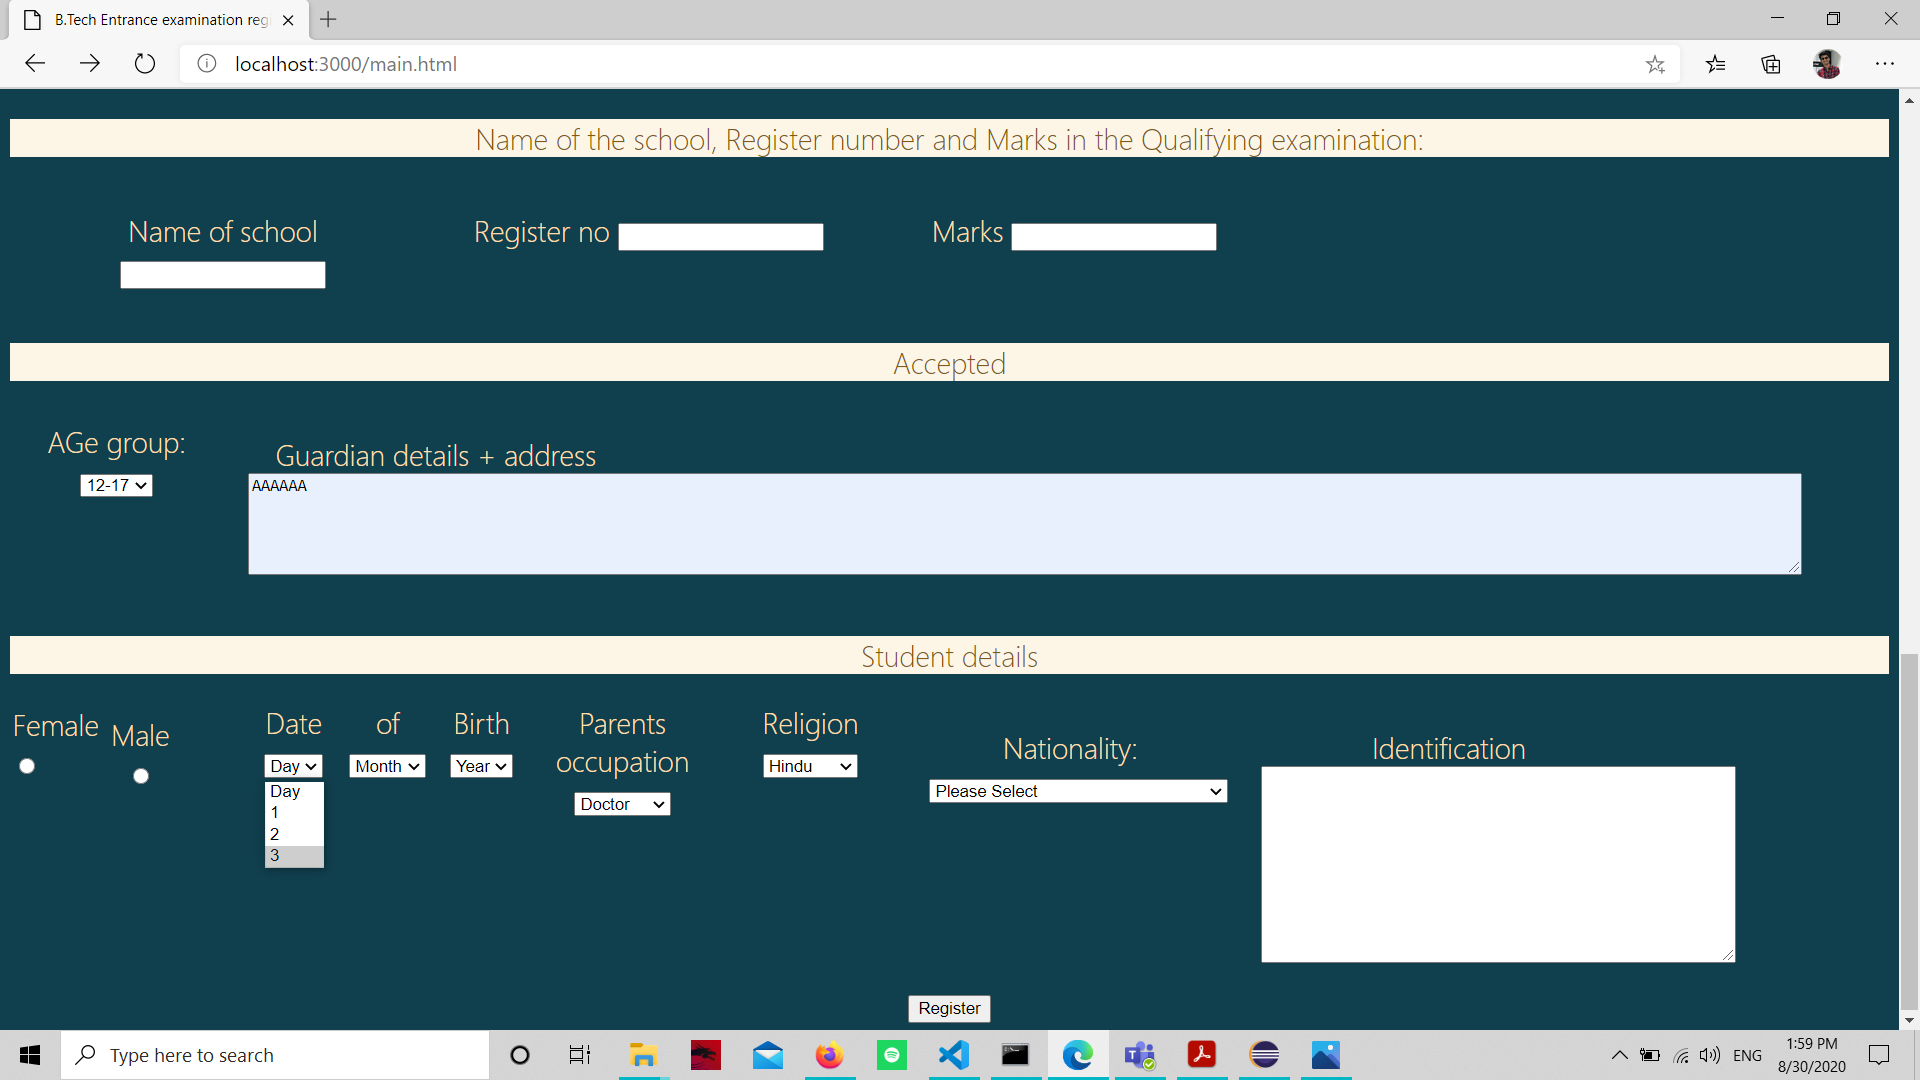 B.Tech Entrance examination reg
localhost:3000/main.html
Name of the school, Register number and Marks in the Qualifying examination:
Name of school
Register no
Marks
Accepted
AGe group:
12-17
Guardian details + address
AAAAAA
Student details
Female
Male
Date of Birth
Parents occupation
Religion
Nationality:
Identification
Day
Month
Year
Doctor
Hindu
Please Select
Day
1
2
3
Register
Type here to search
ENG
1:59 PM
8/30/2020